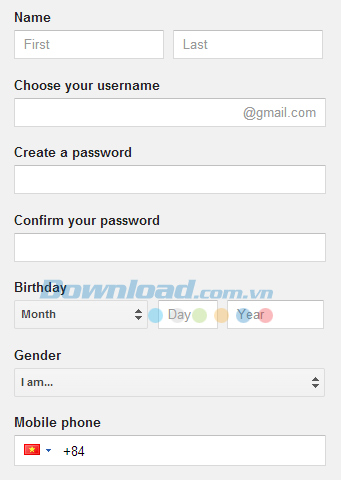 Name
First Last
Choose your username
@gmail.com
Create a password
Confirm your password
Birthday
Download.com.vn
Month Day Year
Gender
I am...
Mobile phone
+84